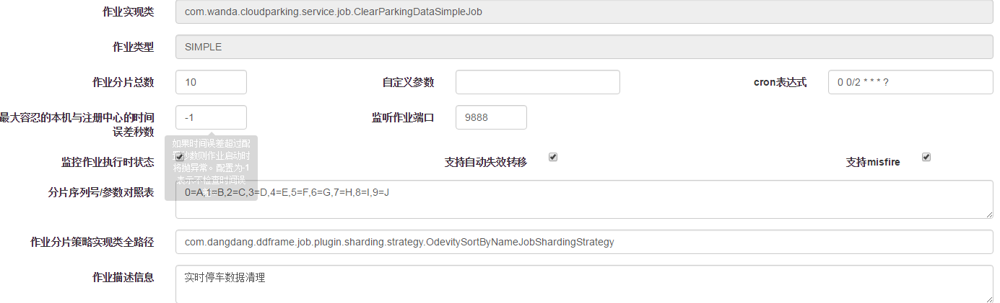 作业实现类 com.wanda.cloudparking.service.job.ClearParkingDataSimpleJob
作业类型 SIMPLE
作业分片总数 10 自定义参数 cron表达式 0 0/2 * * * ?
最大容忍的本机与注册中心的时间
误差秒数
-1 监听作业端口 9888
如果时间误差超过配
置秒数则作业启动时
将抛异常。配置为-1
表示不检查时间误
监控作业执行时状态 支持自动失效转移 支持misfire
分片序列号/参数对照表 0=A,1=B,2=C,3=D,4=E,5=F,6=G,7=H,8=I,9=J
作业分片策略实现类全路径 com.dangdang.ddframe.job.plugin.sharding.strategy.OdevitySortByNameJobShardingStrategy
作业描述信息 实时停车数据清理